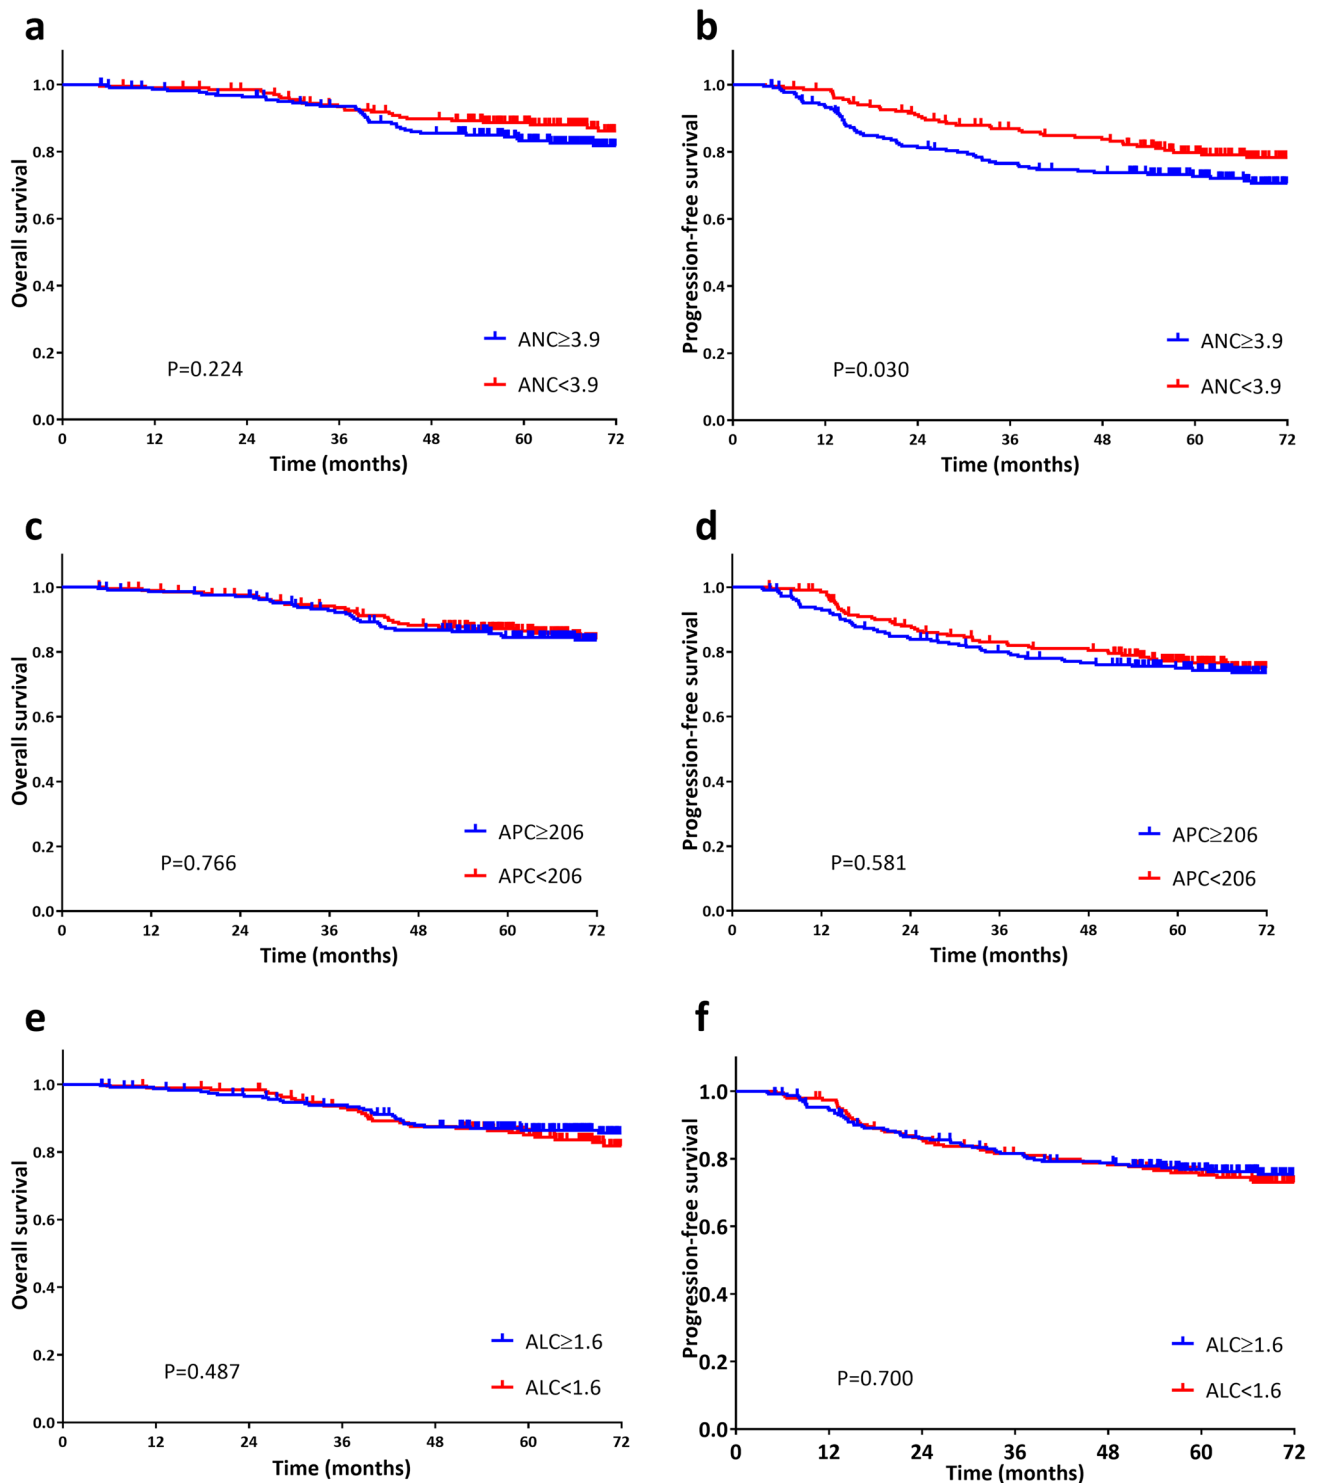 a
Overall survival
1.0
0.8
0.6
0.4
0.2
0.0
ANC≥3.9
P=0.224
ANC<3.9
0 12 24 36 48 60 72
Time (months)
b
Progression-free survival
1.0
0.8
0.6
0.4
0.2
0.0
ANC≥3.9
P=0.030
ANC<3.9
0 12 24 36 48 60 72
Time (months)
c
Overall survival
1.0
0.8
0.6
0.4
0.2
0.0
APC≥206
P=0.766
APC<206
0 12 24 36 48 60 72
Time (months)
d
Progression-free survival
1.0
0.8
0.6
0.4
0.2
0.0
APC≥206
P=0.581
APC<206
0 12 24 36 48 60 72
Time (months)
e
Overall survival
1.0
0.8
0.6
0.4
0.2
0.0
ALC≥1.6
P=0.487
ALC<1.6
0 12 24 36 48 60 72
Time (months)
f
Progression-free survival
1.0
0.8
0.6
0.4
0.2
0.0
ALC≥1.6
P=0.700
ALC<1.6
0 12 24 36 48 60 72
Time (months)